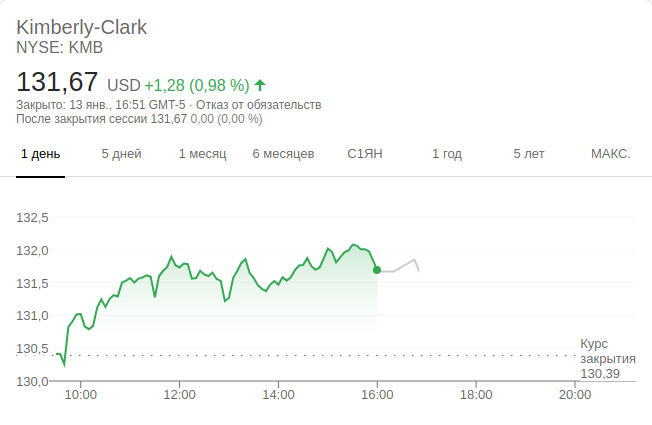 Kimberly-Clark
NYSE: KMB
131,67 USD +1,28 (0,98 %)
Закрыто: 13 янв., 16:51 GMT-5 · Отказ от обязательств
После закрытия сессии 131,67 0,00 (0,00 %)
1 день 5 дней 1 месяц 6 месяцев С1ЯН 1 год 5 лет МАКС.
132,5
132,0
131,5
131,0
130,5
130,0
Курс
закрытия
130,39
10:00 12:00 14:00 16:00 18:00 20:00